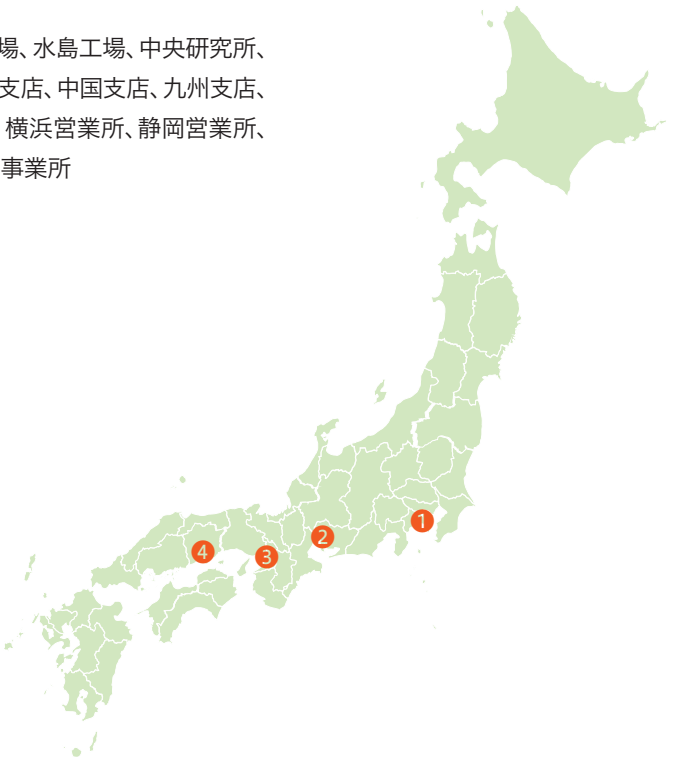 場、水島工場、中央研究所、
支店、中国支店、九州支店、
横浜営業所、静岡営業所、
事業所
1
2
3
4